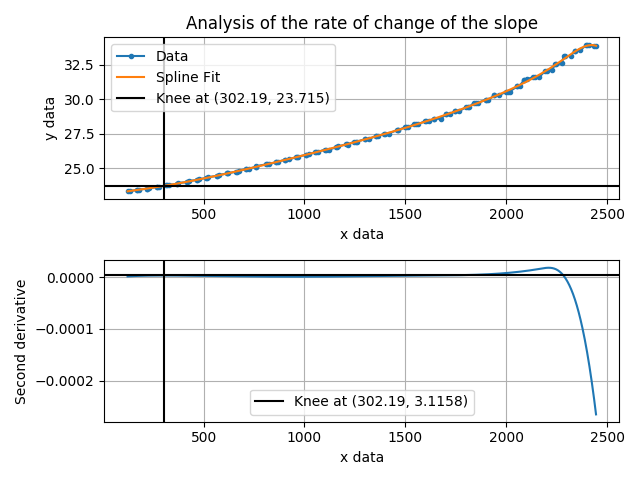 Analysis of the rate of change of the slope
Data
Spline Fit
Knee at (302.19, 23.715)
32.5
30.0
27.5
25.0
y data
500
1000
1500
2000
2500
x data
0.0000
−0.0001
−0.0002
Second derivative
Knee at (302.19, 3.1158)
500
1000
1500
2000
2500
x data